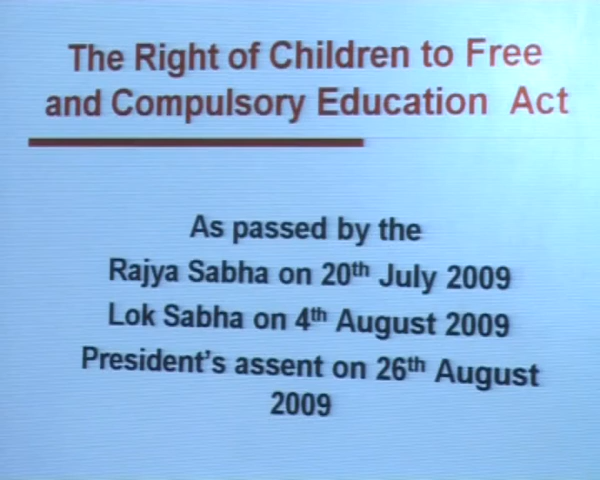 The Right of Children to Free
and Compulsory Education Act
As passed by the
Rajya Sabha on 20th July 2009
Lok Sabha on 4th August 2009
President's assent on 26th August
2009